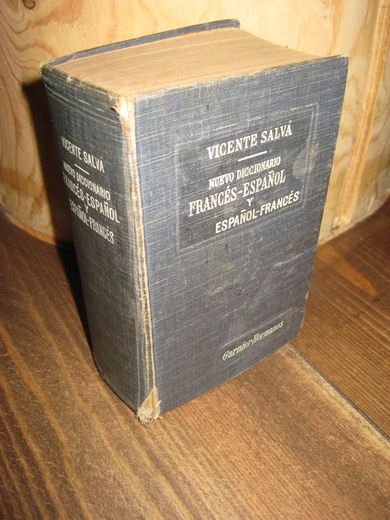 VICENTE SALVÁ
NUEVO DICCIONARIO
FRANCÉS-ESPAÑOL
ESPAÑOL-FRANCÉS
VICENTE SALVÁ
NUEVO DICCIONARIO
FRANCÉS-ESPAÑOL
Y
ESPAÑOL-FRANCÉS
Garnier Hermanos